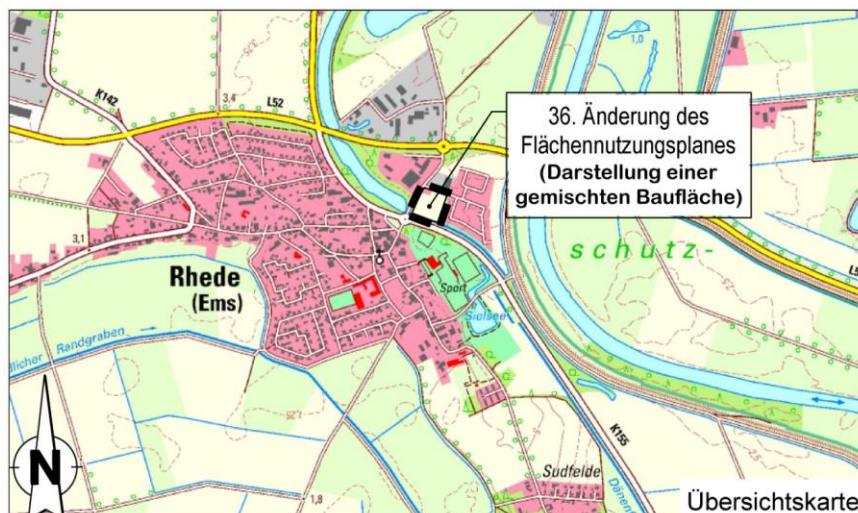 K142
3,4
L52
1,0
36. Änderung des
Flächennutzungsplanes
(Darstellung einer
gemischten Baufläche)
3,1
schutz-
Rhede
(Ems)
Sport
Sielsee
dlicher Randgraben
1,8
K155
Sudfelde
N
Übersichtskarte